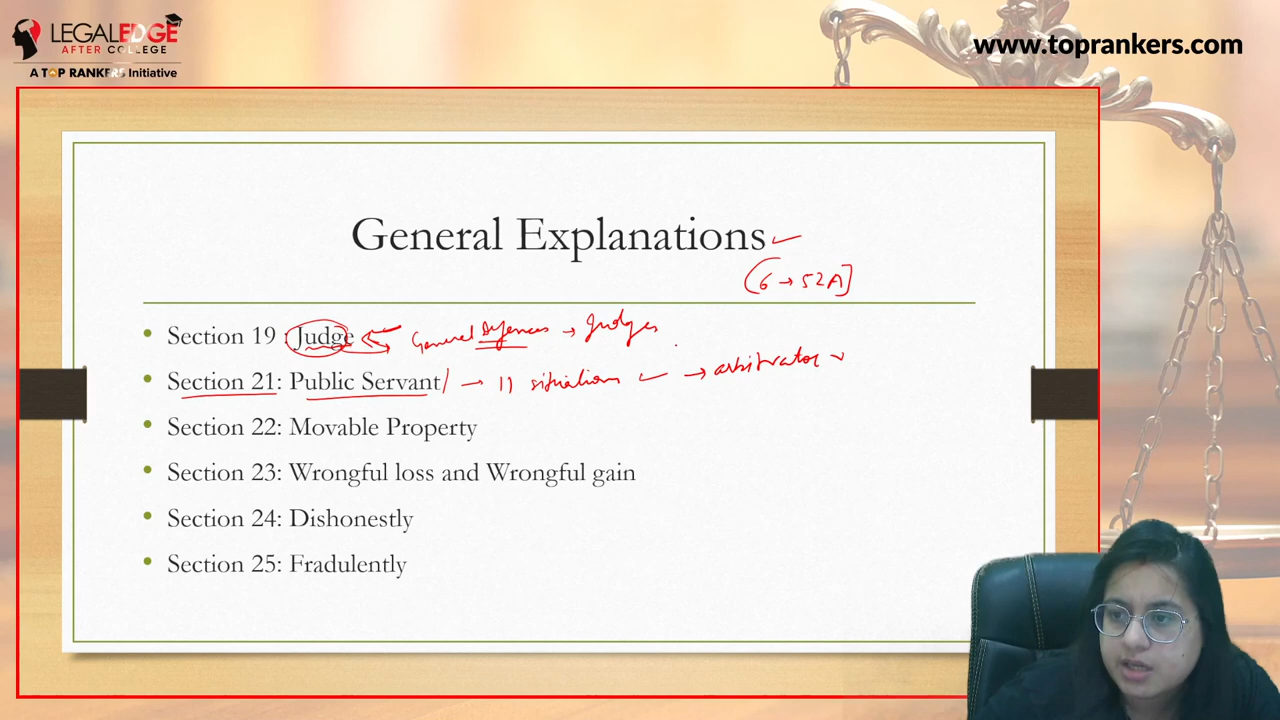 LEGALEDGE
AFTER COLLEGE
A TOP RANKERS Initiative
www.toprankers.com
General Explanations
(6 → 52A]
• Section 19 : Judge General Defences → Judges
• Section 21: Public Servant / → 11 situations → arbitrator
• Section 22: Movable Property
• Section 23: Wrongful loss and Wrongful gain
• Section 24: Dishonestly
• Section 25: Fradulently